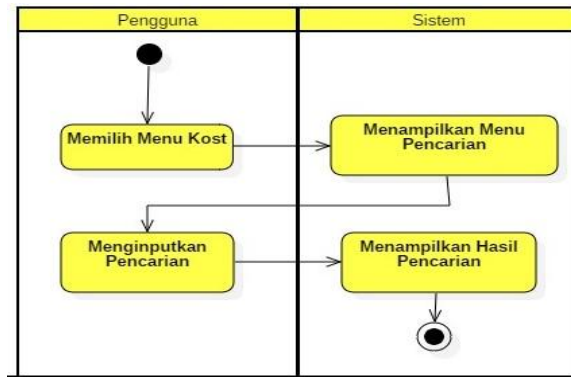 Pengguna
Sistem
Memilih Menu Kost
Menampilkan Menu
Pencarian
Menginputkan
Pencarian
Menampilkan Hasil
Pencarian